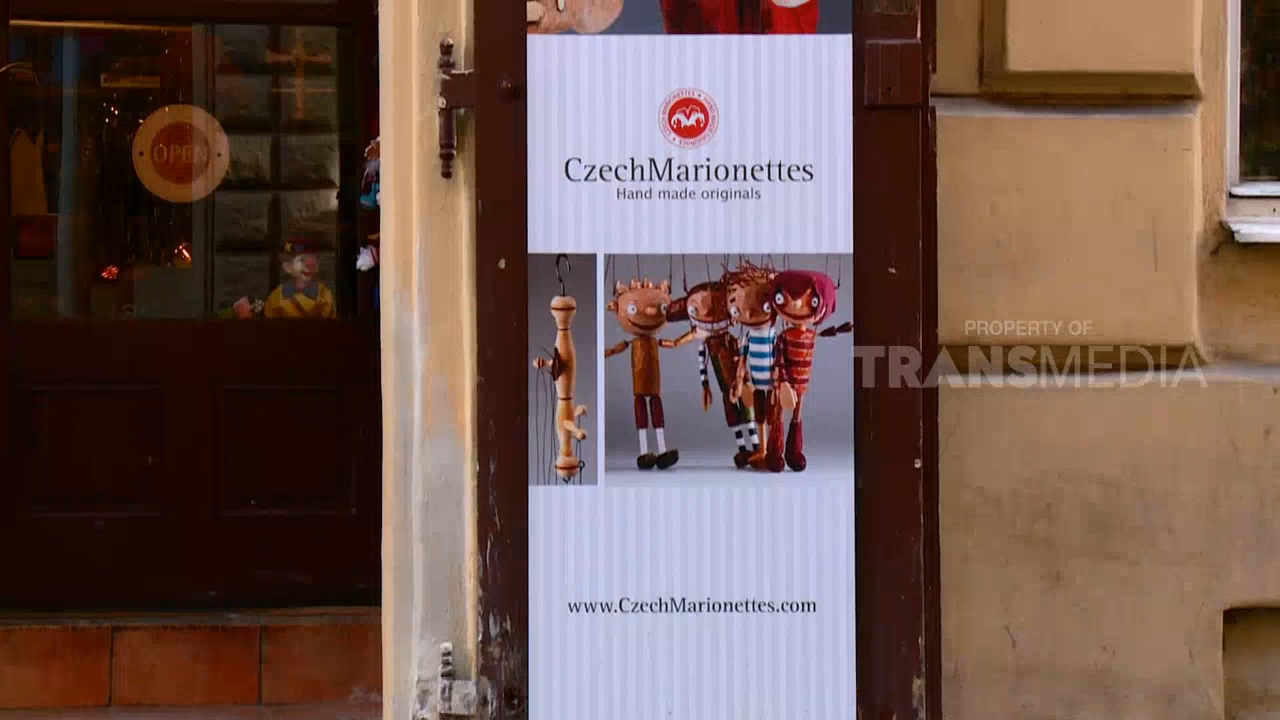 OPEN
CzechMarionettes
Hand made originals
PROPERTY OF
TRANSMEDIA
www.CzechMarionettes.com